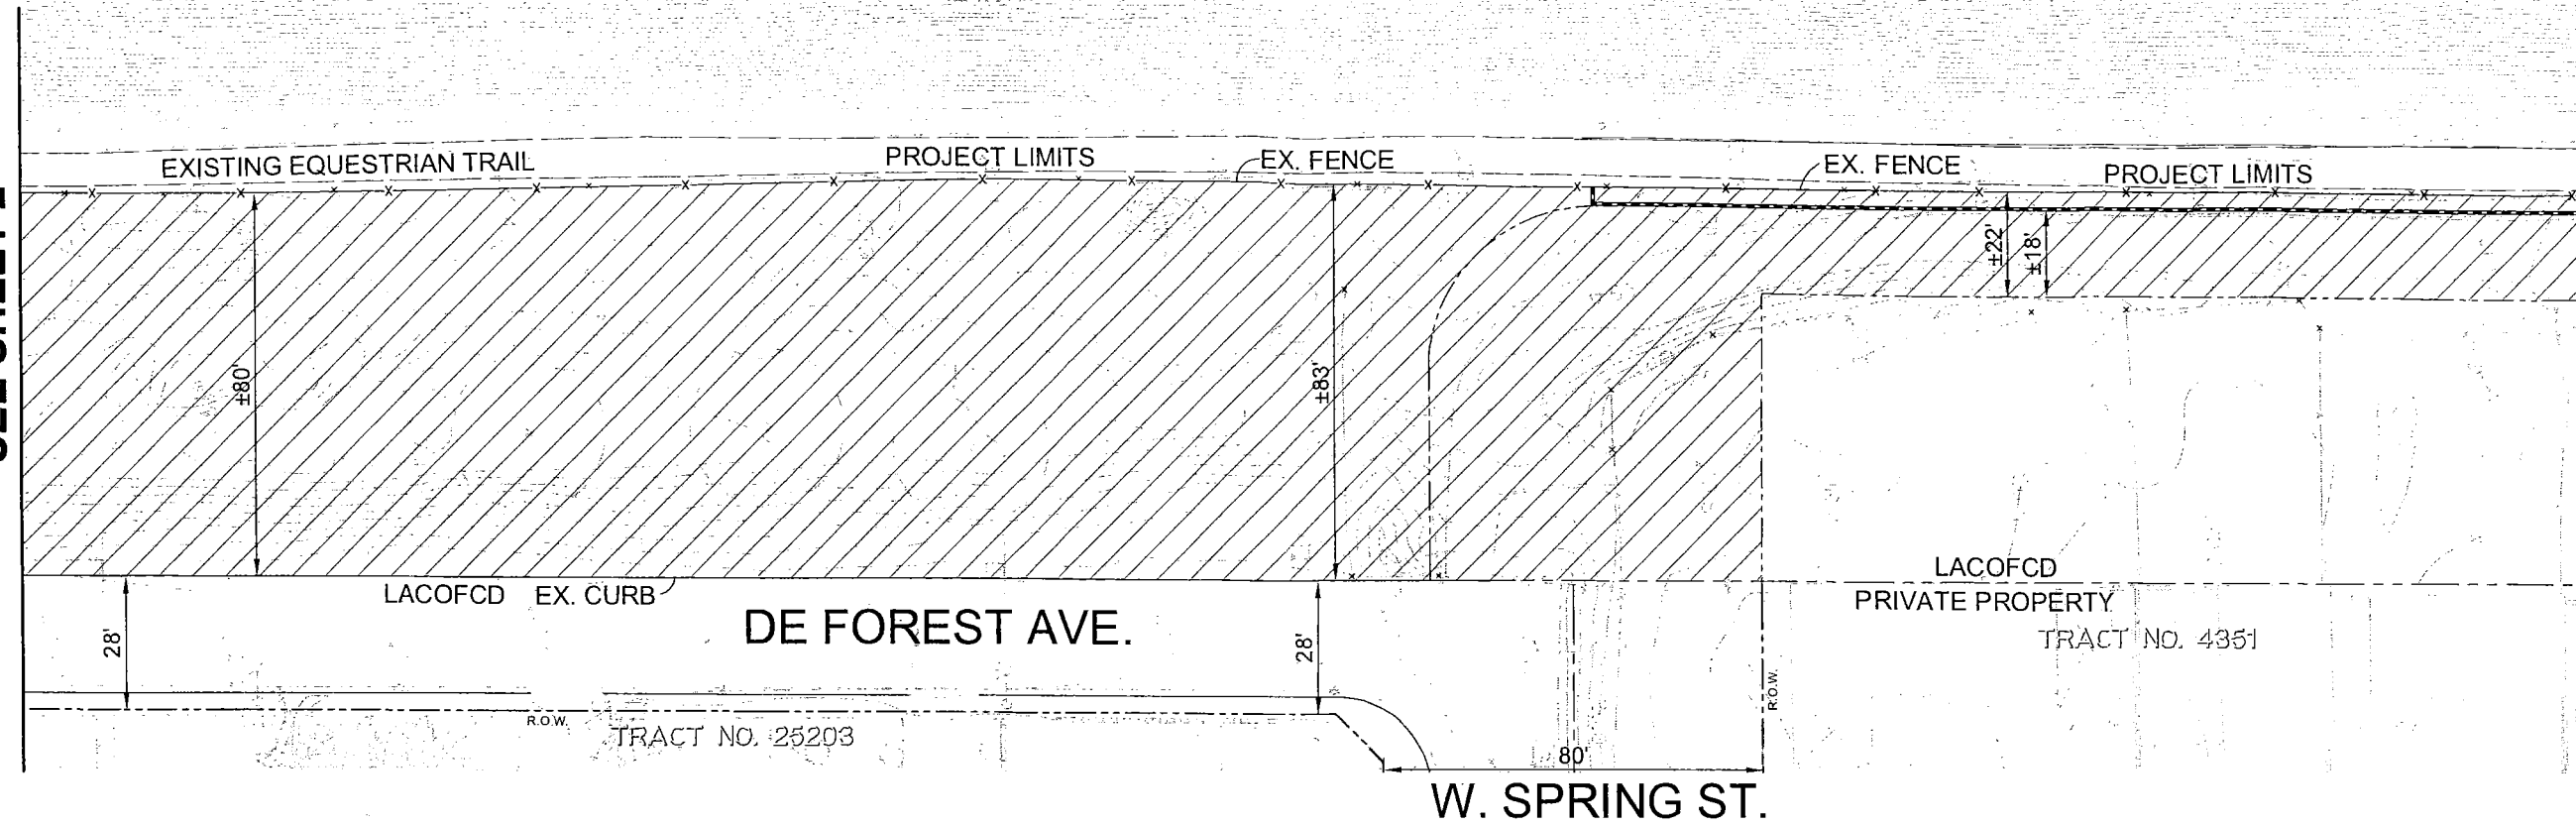 EXISTING EQUESTRIAN TRAIL
PROJECT LIMITS
EX. FENCE
EX. FENCE
PROJECT LIMITS
±80'
±83'
±22'
±18'
LACOFCD EX. CURB
LACOFCD
PRIVATE PROPERTY
28'
DE FOREST AVE.
28'
TRACT NO. 4351
R.O.W.
R.O.W.
TRACT NO. 25203
80'
W. SPRING ST.